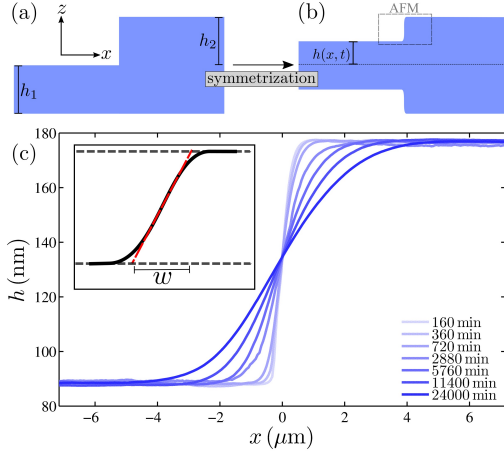 (a)
z
x
h₁
h₂
symmetrization
(b)
AFM
h(x, t)
(c)
w
h (nm)
180
160
140
120
100
80
−6
−4
−2
0
2
4
6
x (μm)
160 min
360 min
720 min
2880 min
5760 min
11400 min
24000 min